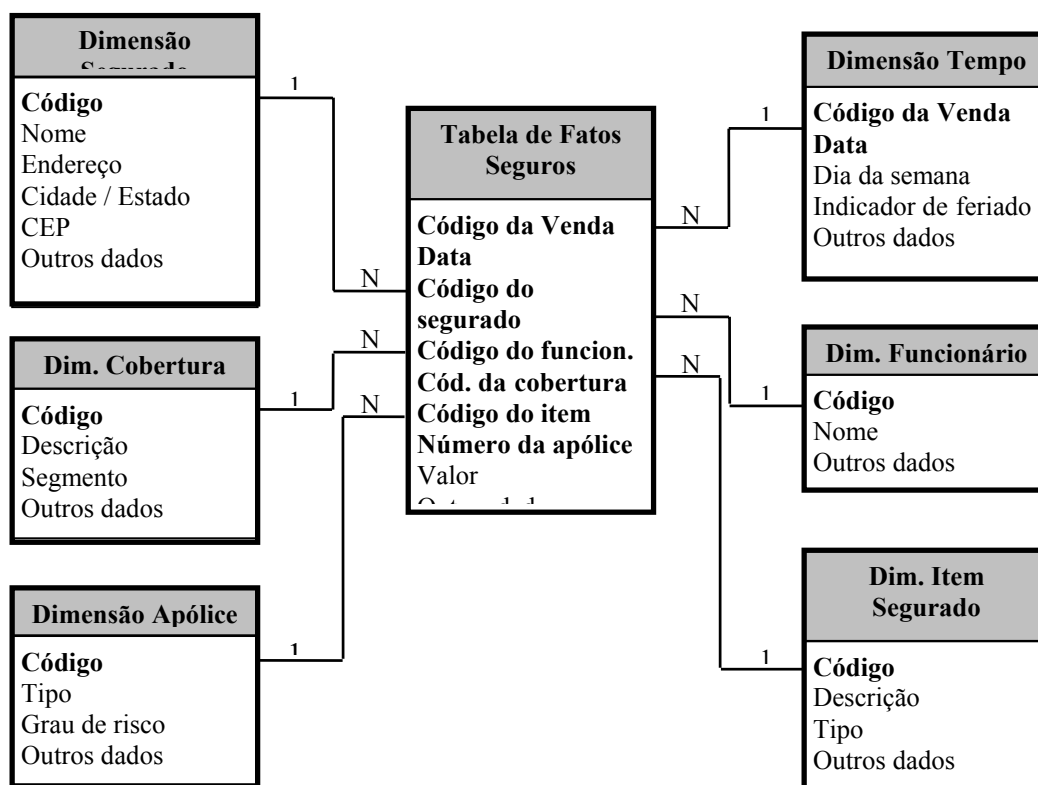 Dimensão
Código
Nome
Endereço
Cidade / Estado
CEP
Outros dados
1
N
Dim. Cobertura
Código
Descrição
Segmento
Outros dados
1
N
Dimensão Apólice
Código
Tipo
Grau de risco
Outros dados
1
N
Tabela de Fatos
Seguros
Código da Venda
Data
Código do
segurado
Código do funcion.
Cód. da cobertura
Código do item
Número da apólice
Valor
Dimensão Tempo
Código da Venda
Data
Dia da semana
Indicador de feriado
Outros dados
1
N
Dim. Funcionário
Código
Nome
Outros dados
1
N
Dim. Item
Segurado
Código
Descrição
Tipo
Outros dados
1
N